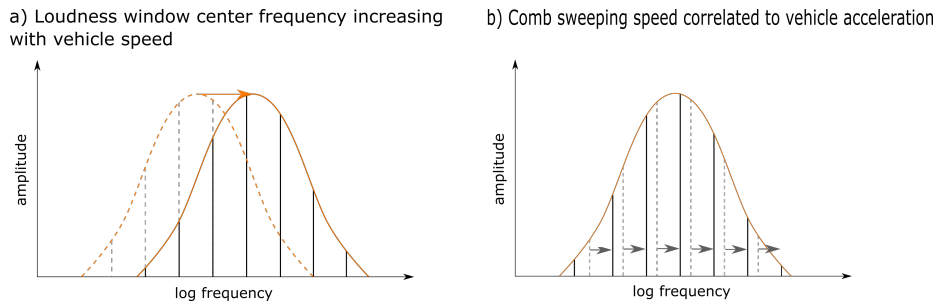 a) Loudness window center frequency increasing
with vehicle speed
b) Comb sweeping speed correlated to vehicle acceleration
amplitude
log frequency
amplitude
log frequency